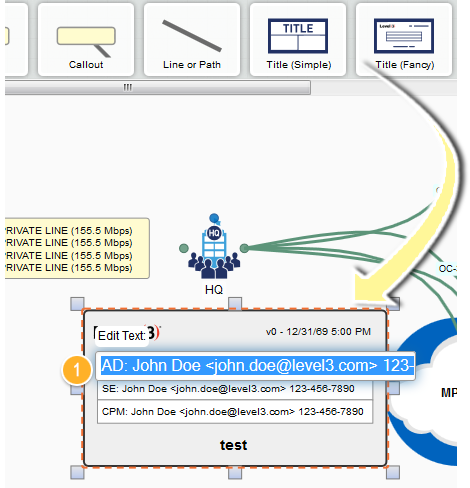 TITLE
Level 3
Callout
Line or Path
Title (Simple)
Title (Fancy)
PRIVATE LINE (155.5 Mbps)
PRIVATE LINE (155.5 Mbps)
PRIVATE LINE (155.5 Mbps)
PRIVATE LINE (155.5 Mbps)
HQ
HQ
OC-
MP
Edit Text:
3)
v0 - 12/31/69 5:00 PM
1
AD: John Doe <john.doe@level3.com> 123-
SE: John Doe <john.doe@level3.com> 123-456-7890
CPM: John Doe <john.doe@level3.com> 123-456-7890
test